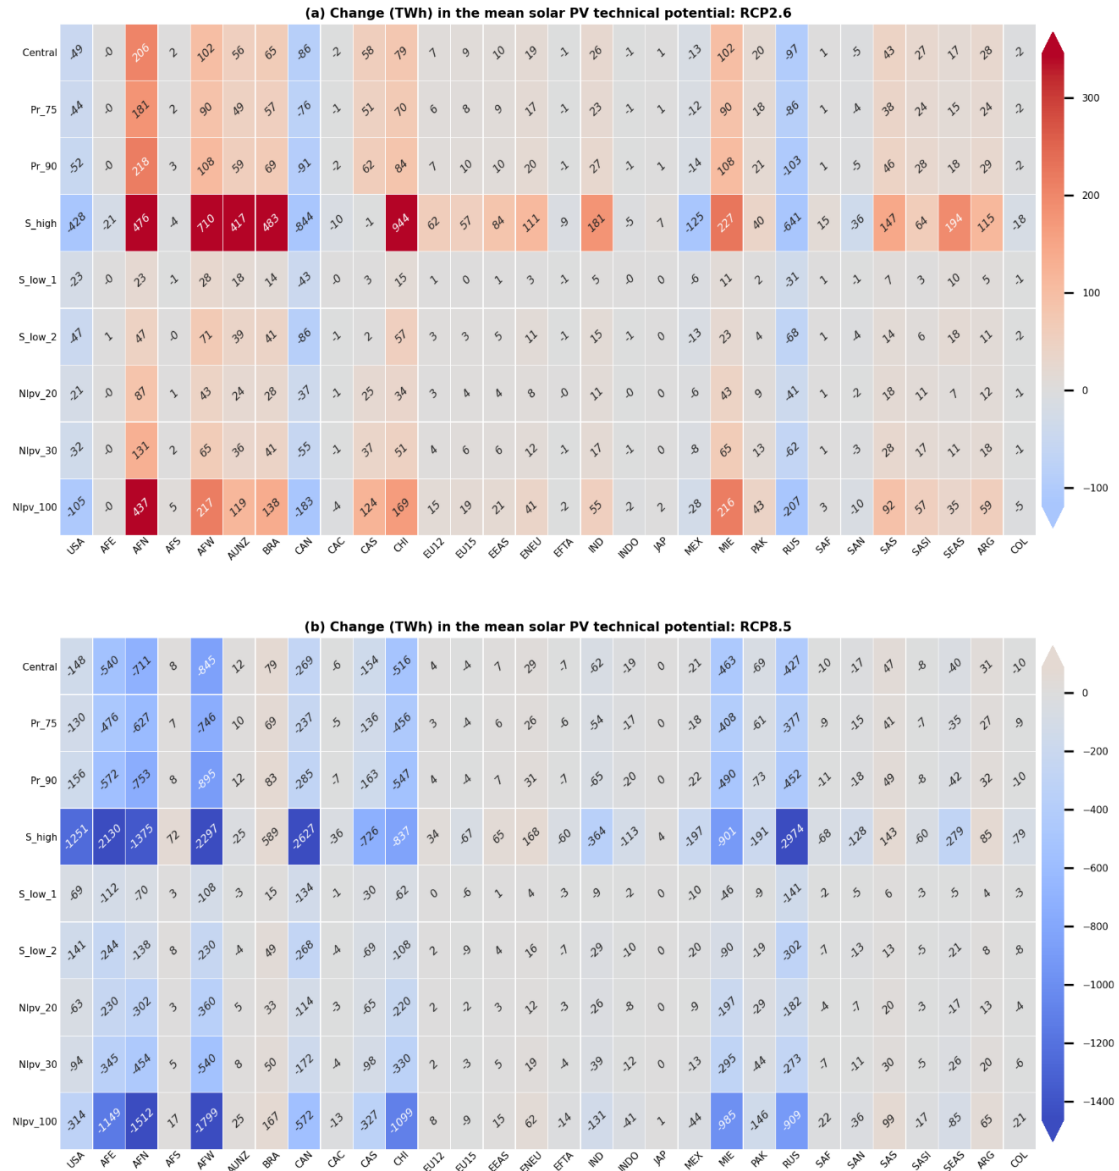 (a) Change (TWh) in the mean solar PV technical potential: RCP2.6
Central -49 -0 206 2 102 56 65 -86 -2 58 79 7 9 10 19 -1 26 -1 1 -13 102 20 -97 1 -5 43 27 17 28 -2
Pr_75 -44 -0 181 2 90 49 57 -76 -1 51 70 6 8 9 17 -1 23 -1 1 -12 90 18 -86 1 -4 38 24 15 24 -2
Pr_90 -52 -0 218 3 108 59 69 -91 -2 62 84 7 10 10 20 -1 27 -1 1 -14 108 21 -103 1 -5 46 28 18 29 -2
S_high -428 -21 476 -4 710 417 483 -844 -10 -1 944 62 57 84 111 -9 181 -5 7 -125 227 40 -641 15 -36 147 64 194 115 -18
S_low_1 -23 -0 23 -1 28 18 14 -43 -0 3 15 1 0 1 3 -1 5 -0 0 -6 11 2 -31 1 -1 7 3 10 5 -1
S_low_2 -47 1 47 -0 71 39 41 -86 -1 2 57 3 3 5 11 -1 15 -1 0 -13 23 4 -68 1 -4 14 6 18 11 -2
Nlpv_20 -21 -0 87 1 43 24 28 -37 -1 25 34 3 4 4 8 -0 11 -0 0 -6 43 9 -41 1 -2 18 11 7 12 -1
Nlpv_30 -32 -0 131 2 65 36 41 -55 -1 37 51 4 6 6 12 -1 17 -1 0 -8 65 13 -62 1 -3 28 17 11 18 -1
Nlpv_100 -105 -0 437 5 217 119 138 -183 -4 124 169 15 19 21 41 -2 55 -2 2 -28 216 43 -207 3 -10 92 57 35 59 -5
USA AFE AFN AFS AFW AUNZ BRA CAN CAC CAS CHI EU12 EU15 EEAS ENEU EFTA IND INDO JAP MEX MIE PAK RUS SAF SAN SAS SASI SEAS ARG COL
300
200
100
0
−100
(b) Change (TWh) in the mean solar PV technical potential: RCP8.5
Central -148 -540 -711 8 -845 12 79 -269 -6 -154 -516 4 -4 7 29 -7 -62 -19 0 -21 -463 -69 -427 -10 -17 47 -8 -40 31 -10
Pr_75 -130 -476 -627 7 -746 10 69 -237 -5 -136 -456 3 -4 6 26 -6 -54 -17 0 -18 -408 -61 -377 -9 -15 41 -7 -35 27 -9
Pr_90 -156 -572 -753 8 -895 12 83 -285 -7 -163 -547 4 -4 7 31 -7 -65 -20 0 -22 -490 -73 -452 -11 -18 49 -8 -42 32 -10
S_high -1251 -2130 -1375 72 -2297 -25 589 -2627 -36 -726 -837 34 -67 65 168 -60 -364 -113 4 -197 -901 -191 -2974 -68 -128 143 -60 -279 85 -79
S_low_1 -69 -112 -70 3 -108 -3 15 -134 -1 -30 -62 0 -6 1 4 -3 -9 -2 0 -10 -46 -9 -141 -2 -5 6 -3 -5 4 -3
S_low_2 -141 -244 -138 8 -230 -4 49 -268 -4 -69 -108 2 -9 4 16 -7 -29 -10 0 -20 -90 -19 -302 -7 -13 13 -5 -21 8 -8
Nlpv_20 -63 -230 -302 3 -360 5 33 -114 -3 -65 -220 2 -2 3 12 -3 -26 -8 0 -9 -197 -29 -182 -4 -7 20 -3 -17 13 -4
Nlpv_30 -94 -345 -454 5 -540 8 50 -172 -4 -98 -330 2 -3 5 19 -4 -39 -12 0 -13 -295 -44 -273 -7 -11 30 -5 -26 20 -6
Nlpv_100 -314 -1149 -1512 17 -1799 25 167 -572 -13 -327 -1099 8 -9 15 62 -14 -131 -41 1 -44 -985 -146 -909 -22 -36 99 -17 -85 65 -21
USA AFE AFN AFS AFW AUNZ BRA CAN CAC CAS CHI EU12 EU15 EEAS ENEU EFTA IND INDO JAP MEX MIE PAK RUS SAF SAN SAS SASI SEAS ARG COL
0
−200
−400
−600
−800
−1000
−1200
−1400